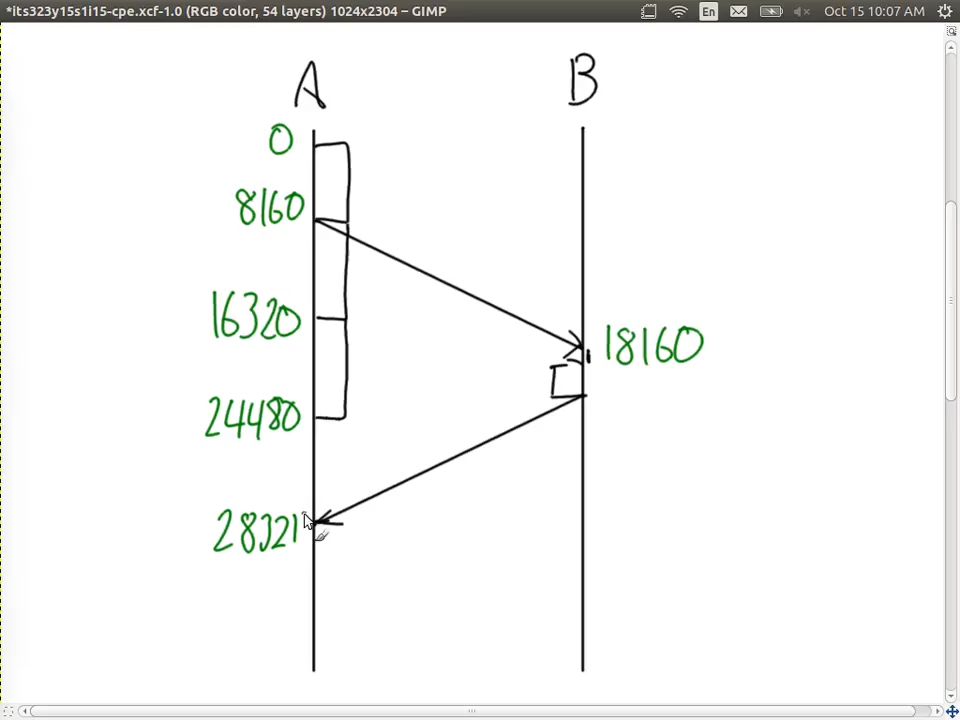 *its323y15s1i15-cpe.xcf-1.0 (RGB color, 54 layers) 1024x2304 – GIMP
En
Oct 15 10:07 AM
A B
0
8160
16320
18160
24480
28321